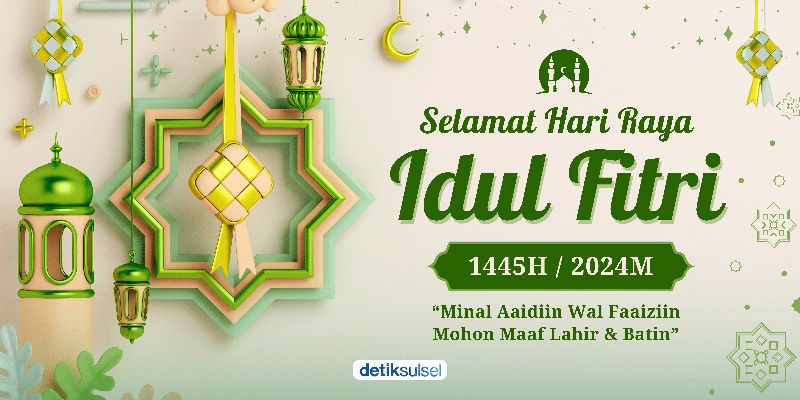 Selamat Hari Raya
Idul Fitri
1445H / 2024M
“Minal Aaidiin Wal Faaiziin
Mohon Maaf Lahir & Batin”
detiksulsel